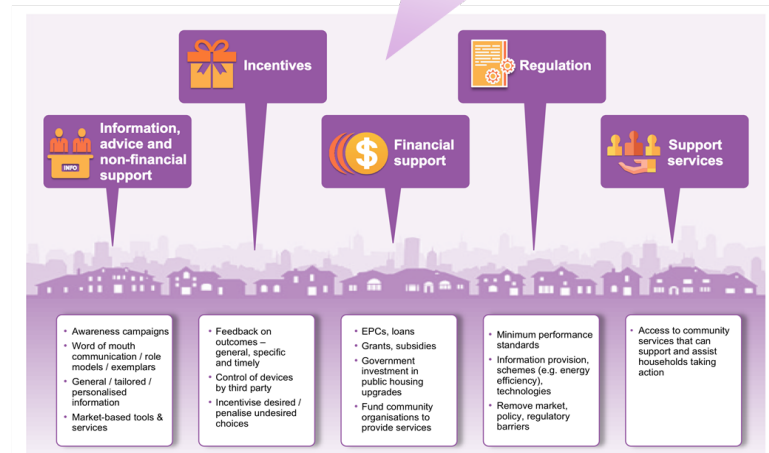 Incentives
Regulation
Information,
advice and
non-financial
support
INFO
$
Financial
support
Support
services
• Awareness campaigns
• Word of mouth
communication / role
models / exemplars
• General / tailored /
personalised
information
• Market-based tools &
services
• Feedback on
outcomes –
general, specific
and timely
• Control of devices
by third party
• Incentivise desired /
penalise undesired
choices
• EPCs, loans
• Grants, subsidies
• Government
investment in
public housing
upgrades
• Fund community
organisations to
provide services
• Minimum performance
standards
• Information provision,
schemes (e.g. energy
efficiency),
technologies
• Remove market,
policy, regulatory
barriers
• Access to community
services that can
support and assist
households taking
action